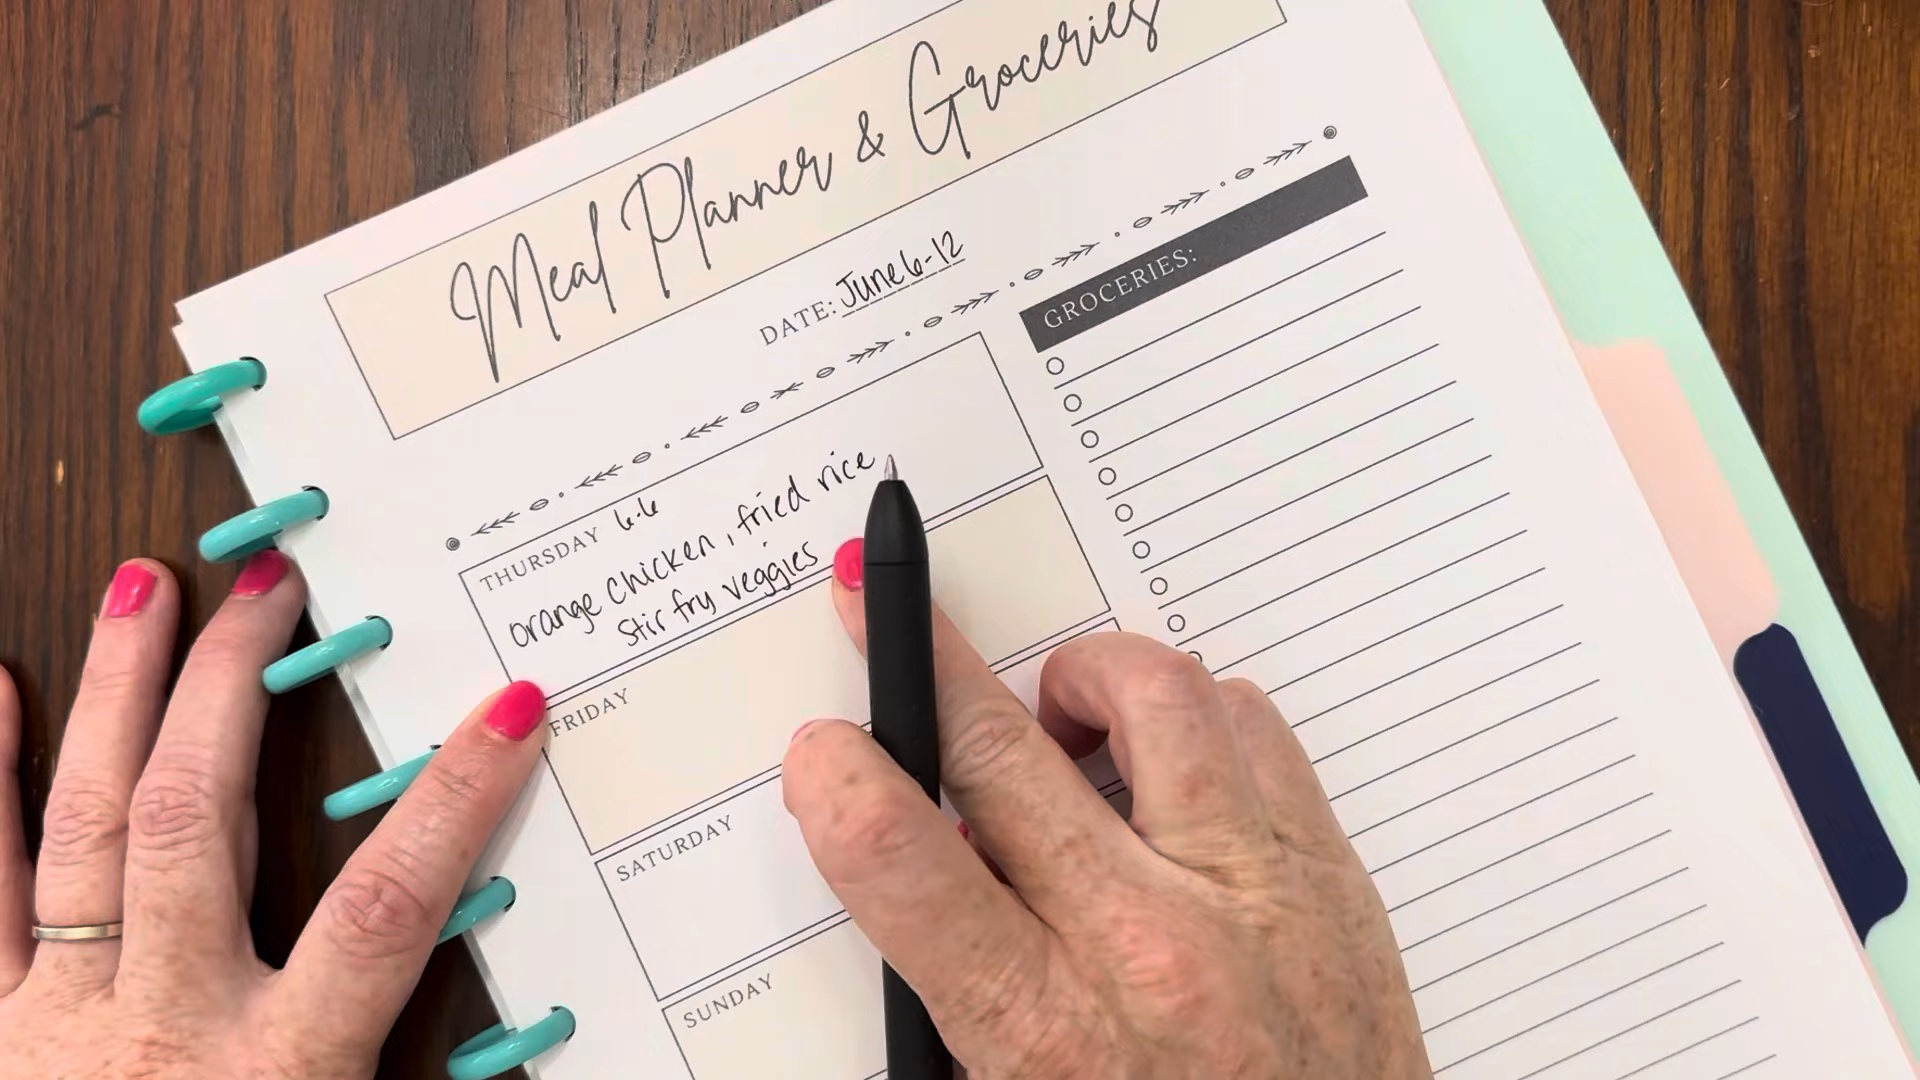 Meal Planner & Groceries
DATE: June 6-12
GROCERIES:
THURSDAY 6-6
orange chicken, fried rice
stir fry veggies
FRIDAY
SATURDAY
SUNDAY